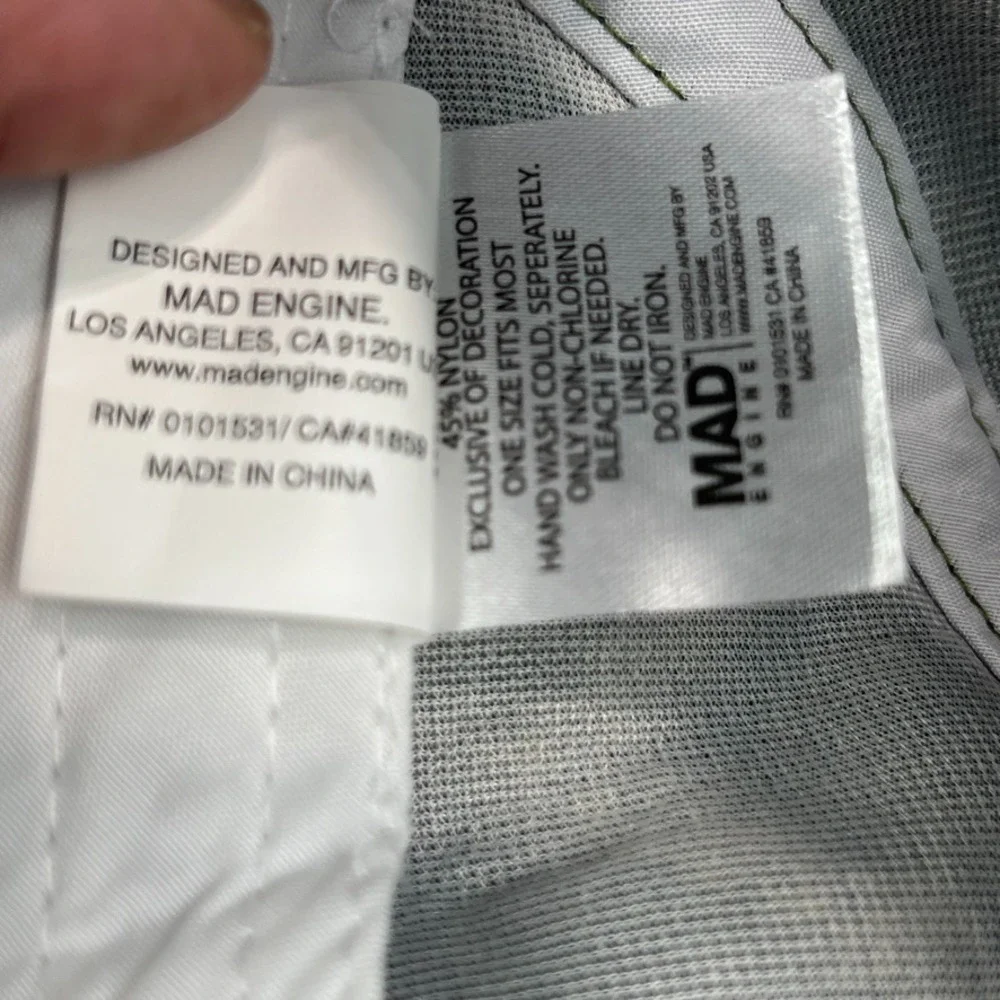 DESIGNED AND MFG BY
MAD ENGINE.
LOS ANGELES, CA 91201
www.madengine.com
RN# 0101531/ CA#41859
MADE IN CHINA
45% NYLON
EXCLUSIVE OF DECORATION
ONE SIZE FITS MOST
HAND WASH COLD, SEPERATELY.
ONLY NON-CHLORINE
BLEACH IF NEEDED.
LINE DRY.
DO NOT IRON.
MAD™
ENGINE
DESIGNED AND MFG BY
MAD ENGINE
LOS ANGELES, CA 91202 USA
WWW.MADENGINE.COM
RN# 0101531 CA #41859
MADE IN CHINA